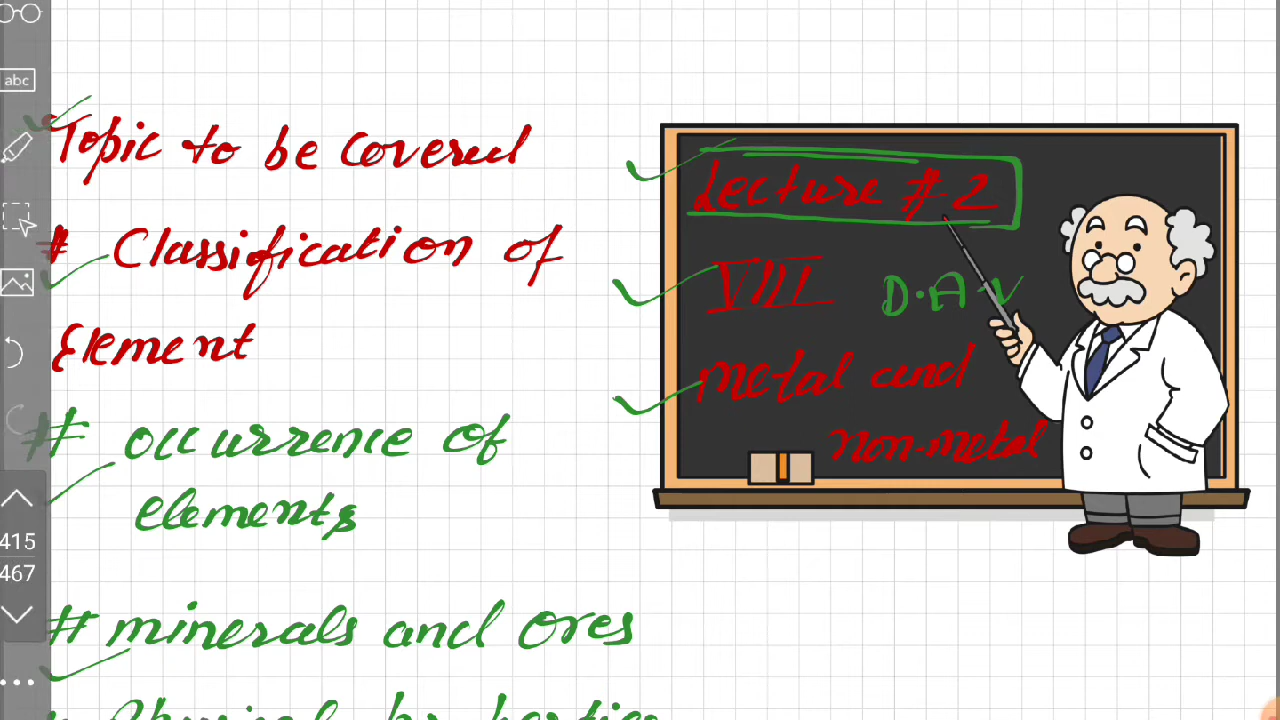 abc
Topic to be covered
# Classification of
Element
# occurrence of
elements
# minerals and ores
Physical
Lecture # 2
VIII D.A.V
metal and
non-metal
415
467